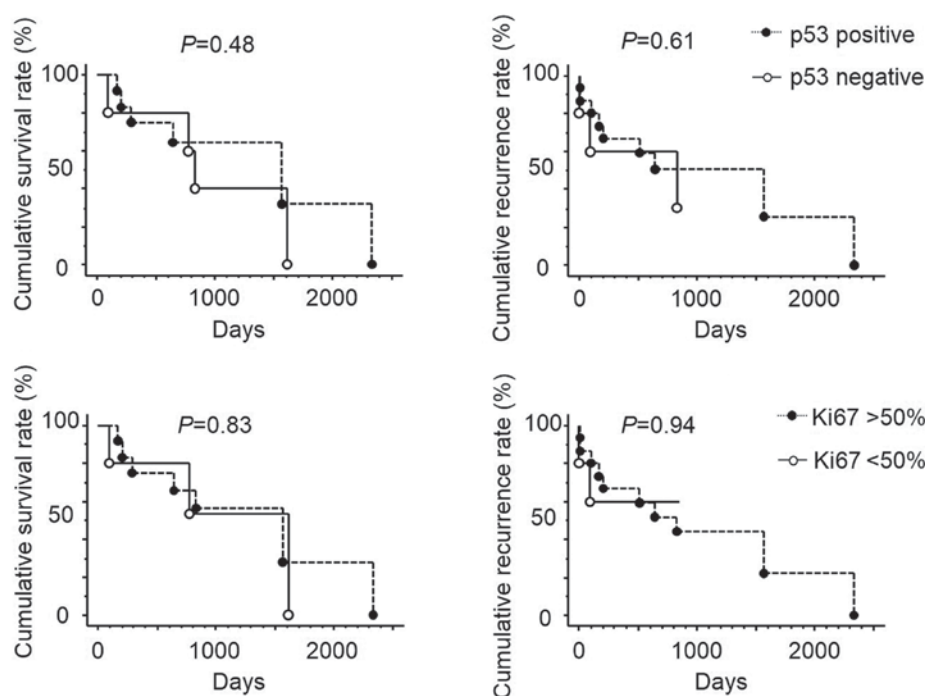 Cumulative survival rate (%)
P=0.48
100
50
0
0 1000 2000
Days
Cumulative recurrence rate (%)
P=0.61
100
50
0
0 1000 2000
Days
p53 positive
p53 negative
Cumulative survival rate (%)
P=0.83
100
50
0
0 1000 2000
Days
Cumulative recurrence rate (%)
P=0.94
100
50
0
0 1000 2000
Days
Ki67 >50%
Ki67 <50%